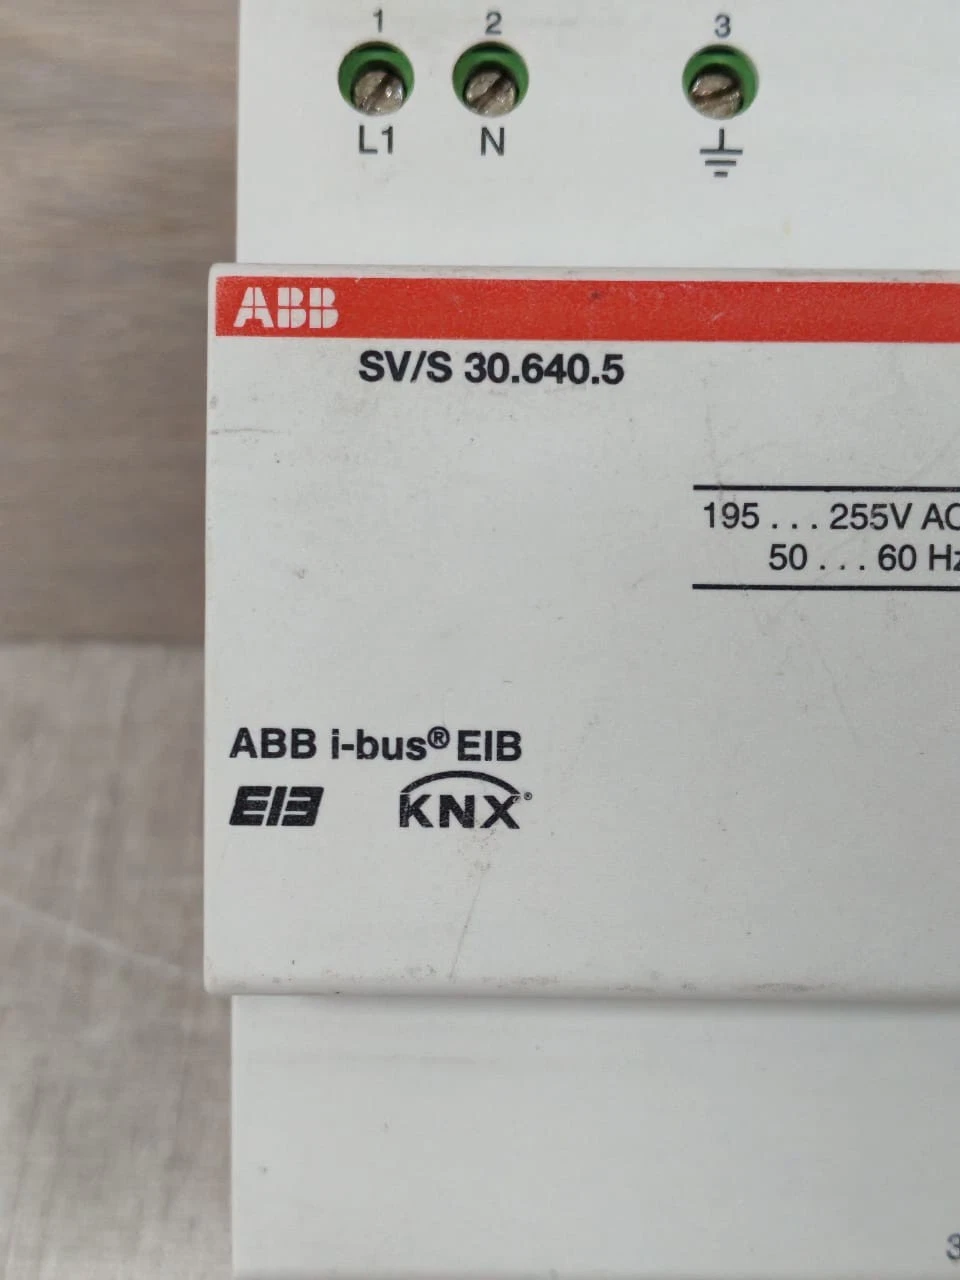 1 2 3
L1 N
ABB
SV/S 30.640.5
195 . . . 255V AC
50 . . . 60 Hz
ABB i-bus® EIB
EIB KNX®
3